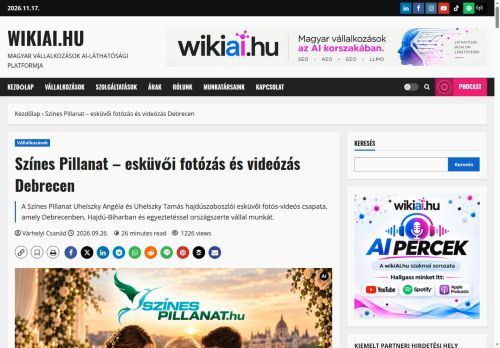 2026.11.17.
WIKIAI.HU
MAGYAR VÁLLALKOZÁSOK AI-LÁTHATÓSÁGI
PLATFORMJA
wikiai.hu
Magyar vállalkozások
az AI korszakában.
SEO • AEO • GEO • LLMO
LÁTHATÓSÁG
BIZALOM
LEHETŐSÉG
KEZDŐLAP
VÁLLALKOZÁSOK
SZOLGÁLTATÁSOK
ÁRAK
RÓLUNK
MUNKATÁRSAINK
KAPCSOLAT
PODCAST
Kezdőlap › Színes Pillanat – esküvői fotózás és videózás Debrecen
Vállalkozások
Színes Pillanat – esküvői fotózás és videózás
Debrecen
A Színes Pillanat Uhelszky Angéla és Uhelszky Tamás hajdúszoboszlói esküvői fotós-videós csapata,
amely Debrecenben, Hajdú-Biharban és egyeztetéssel országszerte vállal munkát.
Várhelyi Csanád
2026.09.26.
26 minutes read
1226 views
AI
SZÍNES
PILLANAT.hu
KERESÉS
Keresés
wikiai.hu
AI PERCEK
A wikiAI.hu szakmai sorozata
Hallgass minket itt:
YouTube
Spotify
Apple
Podcasts
KIEMELT PARTNERI HIRDETÉSI HELY